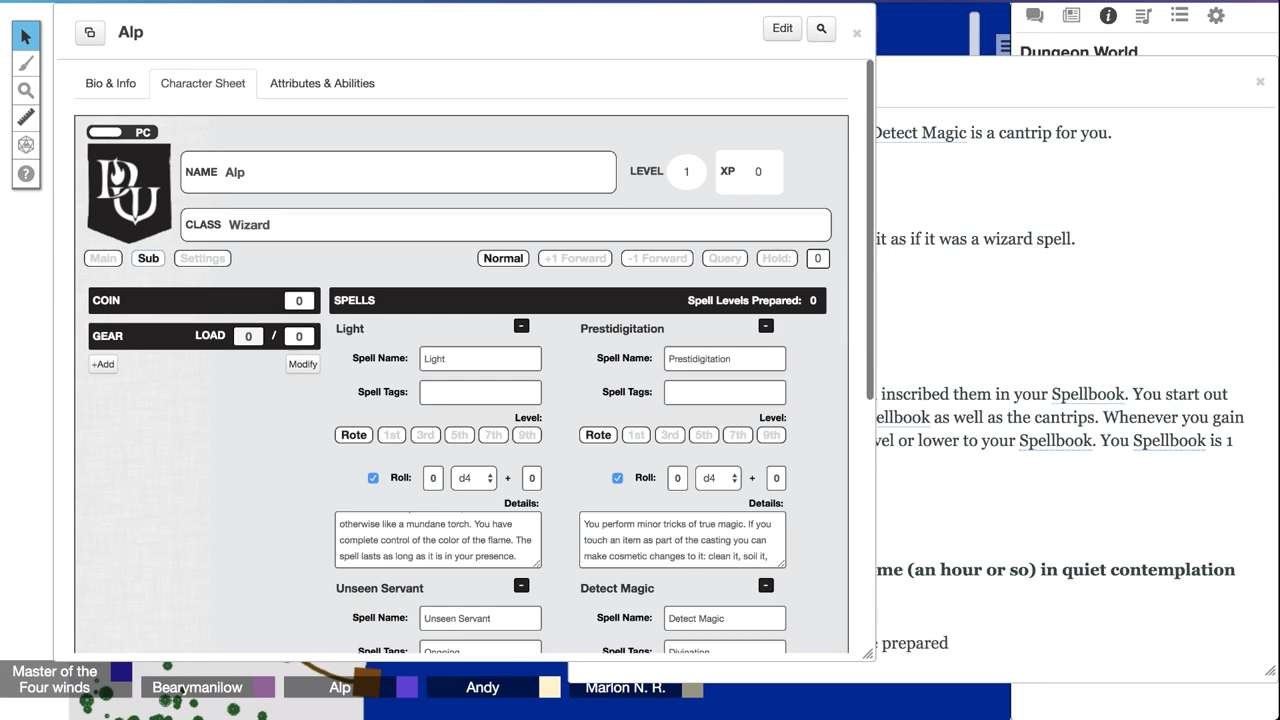 Alp
Edit
Bio & Info
Character Sheet
Attributes & Abilities
PC
DW
NAME Alp
LEVEL 1
XP 0
CLASS Wizard
Main
Sub
Settings
Normal
+1 Forward
-1 Forward
Query
Hold:
0
COIN 0
GEAR LOAD 0 / 0
+Add
Modify
SPELLS Spell Levels Prepared: 0
Light
-
Spell Name: Light
Spell Tags:
Level:
Rote 1st 3rd 5th 7th 9th
Roll: 0 d4 + 0
Details:
otherwise like a mundane torch. You have
complete control of the color of the flame. The
spell lasts as long as it is in your presence.
Prestidigitation
-
Spell Name: Prestidigitation
Spell Tags:
Level:
Rote 1st 3rd 5th 7th 9th
Roll: 0 d4 + 0
Details:
You perform minor tricks of true magic. If you
touch an item as part of the casting you can
make cosmetic changes to it: clean it, soil it,
Unseen Servant
-
Spell Name: Unseen Servant
Spell Tags: Ongoing
Detect Magic
-
Spell Name: Detect Magic
Spell Tags: Divination
Dungeon World
Detect Magic is a cantrip for you.
it as if it was a wizard spell.
inscribed them in your Spellbook. You start out
ellbook as well as the cantrips. Whenever you gain
vel or lower to your Spellbook. You Spellbook is 1
me (an hour or so) in quiet contemplation
prepared
Master of the
Four winds
Bearymanilow
Alp
Andy
Marlon N. R.